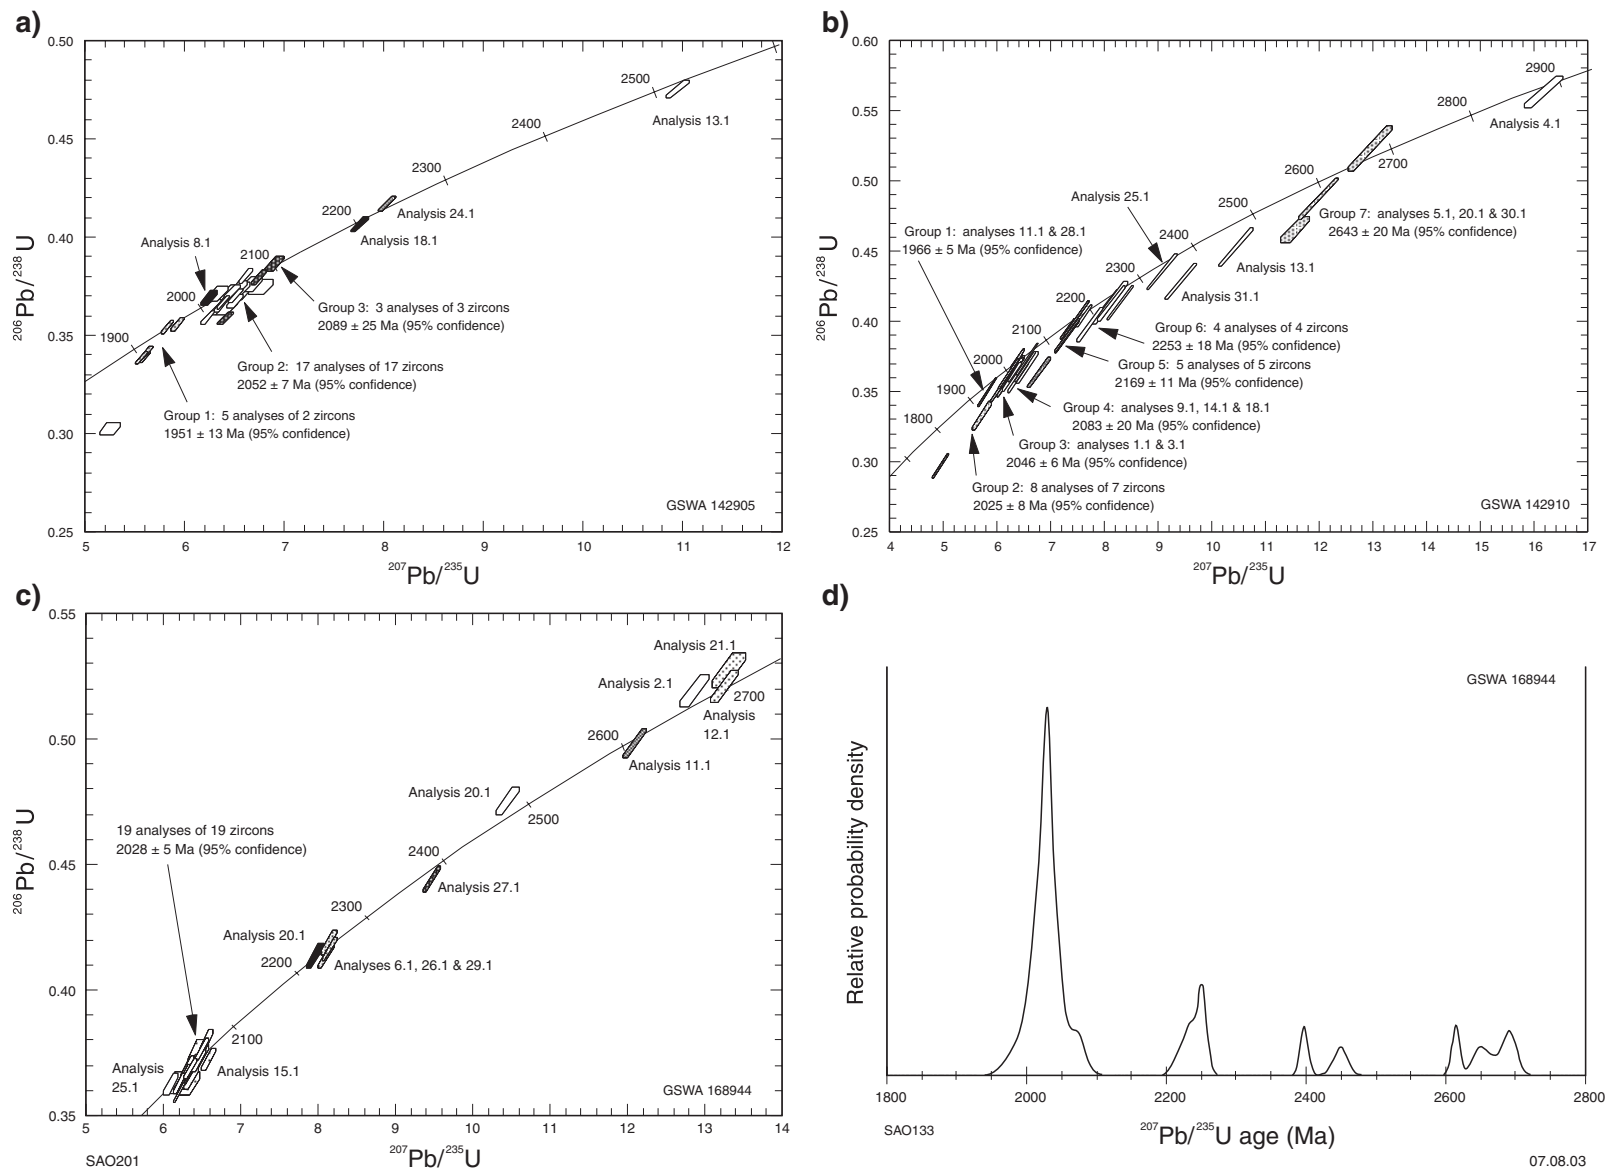 a)
0.50
0.45
0.40
0.35
0.30
0.25
206Pb/238U
5 6 7 8 9 10 11 12
207Pb/235U
1900
2000
2100
2200
2300
2400
2500
Analysis 13.1
Analysis 24.1
Analysis 18.1
Analysis 8.1
Group 3: 3 analyses of 3 zircons
2089 ± 25 Ma (95% confidence)
Group 2: 17 analyses of 17 zircons
2052 ± 7 Ma (95% confidence)
Group 1: 5 analyses of 2 zircons
1951 ± 13 Ma (95% confidence)
GSWA 142905
b)
0.60
0.55
0.50
0.45
0.40
0.35
0.30
0.25
206Pb/238U
4 5 6 7 8 9 10 11 12 13 14 15 16 17
207Pb/235U
1800
1900
2000
2100
2200
2300
2400
2500
2600
2700
2800
2900
Analysis 4.1
Group 7: analyses 5.1, 20.1 & 30.1
2643 ± 20 Ma (95% confidence)
Analysis 25.1
Group 1: analyses 11.1 & 28.1
1966 ± 5 Ma (95% confidence)
Analysis 13.1
Analysis 31.1
Group 6: 4 analyses of 4 zircons
2253 ± 18 Ma (95% confidence)
Group 5: 5 analyses of 5 zircons
2169 ± 11 Ma (95% confidence)
Group 4: analyses 9.1, 14.1 & 18.1
2083 ± 20 Ma (95% confidence)
Group 3: analyses 1.1 & 3.1
2046 ± 6 Ma (95% confidence)
Group 2: 8 analyses of 7 zircons
2025 ± 8 Ma (95% confidence)
GSWA 142910
c)
0.55
0.50
0.45
0.40
0.35
206Pb/238U
5 6 7 8 9 10 11 12 13 14
207Pb/235U
2100
2200
2300
2400
2500
2600
2700
Analysis 21.1
Analysis 2.1
Analysis
12.1
Analysis 11.1
Analysis 20.1
19 analyses of 19 zircons
2028 ± 5 Ma (95% confidence)
Analysis 27.1
Analysis 20.1
Analyses 6.1, 26.1 & 29.1
Analysis
25.1
Analysis 15.1
GSWA 168944
SAO201
d)
GSWA 168944
Relative probability density
1800 2000 2200 2400 2600 2800
207Pb/235U age (Ma)
SAO133
07.08.03